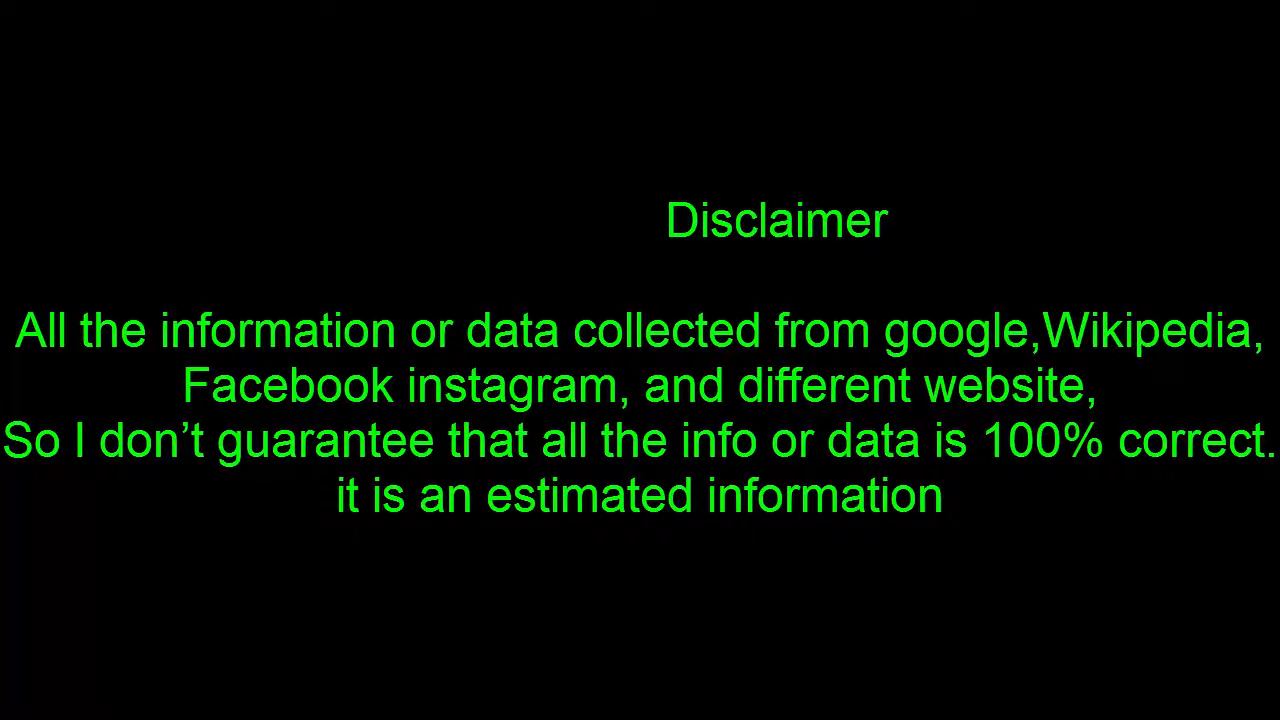 Disclaimer
All the information or data collected from google,Wikipedia,
Facebook instagram, and different website,
So I don’t guarantee that all the info or data is 100% correct.
it is an estimated information